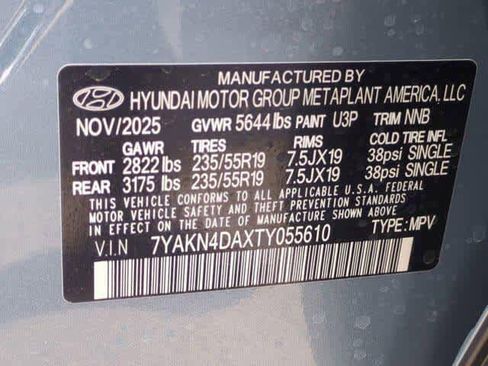 MANUFACTURED BY
HYUNDAI MOTOR GROUP METAPLANT AMERICA, LLC
NOV/2025 GVWR 5644 lbs PAINT U3P TRIM NNB
GAWR TIRES RIMS COLD TIRE INFL
FRONT 2822 lbs 235/55R19 7.5JX19 38psi SINGLE
REAR 3175 lbs 235/55R19 7.5JX19 38psi SINGLE
THIS VEHICLE CONFORMS TO ALL APPLICABLE U.S.A. FEDERAL
MOTOR VEHICLE SAFETY AND THEFT PREVENTION STANDARDS
IN EFFECT ON THE DATE OF MANUFACTURE SHOWN ABOVE.
V.I.N 7YAKN4DAXTY055610 TYPE: MPV